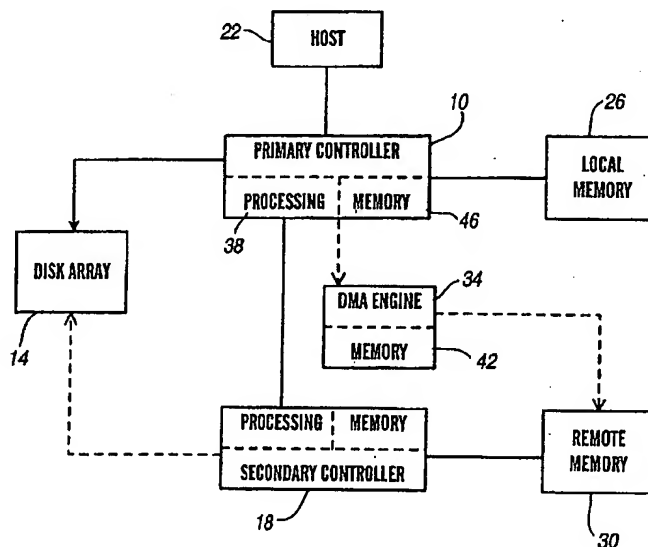 22
HOST
10
26
PRIMARY CONTROLLER
PROCESSING
MEMORY
38
46
LOCAL
MEMORY
DISK ARRAY
14
34
DMA ENGINE
MEMORY
42
PROCESSING
MEMORY
SECONDARY CONTROLLER
18
REMOTE
MEMORY
30